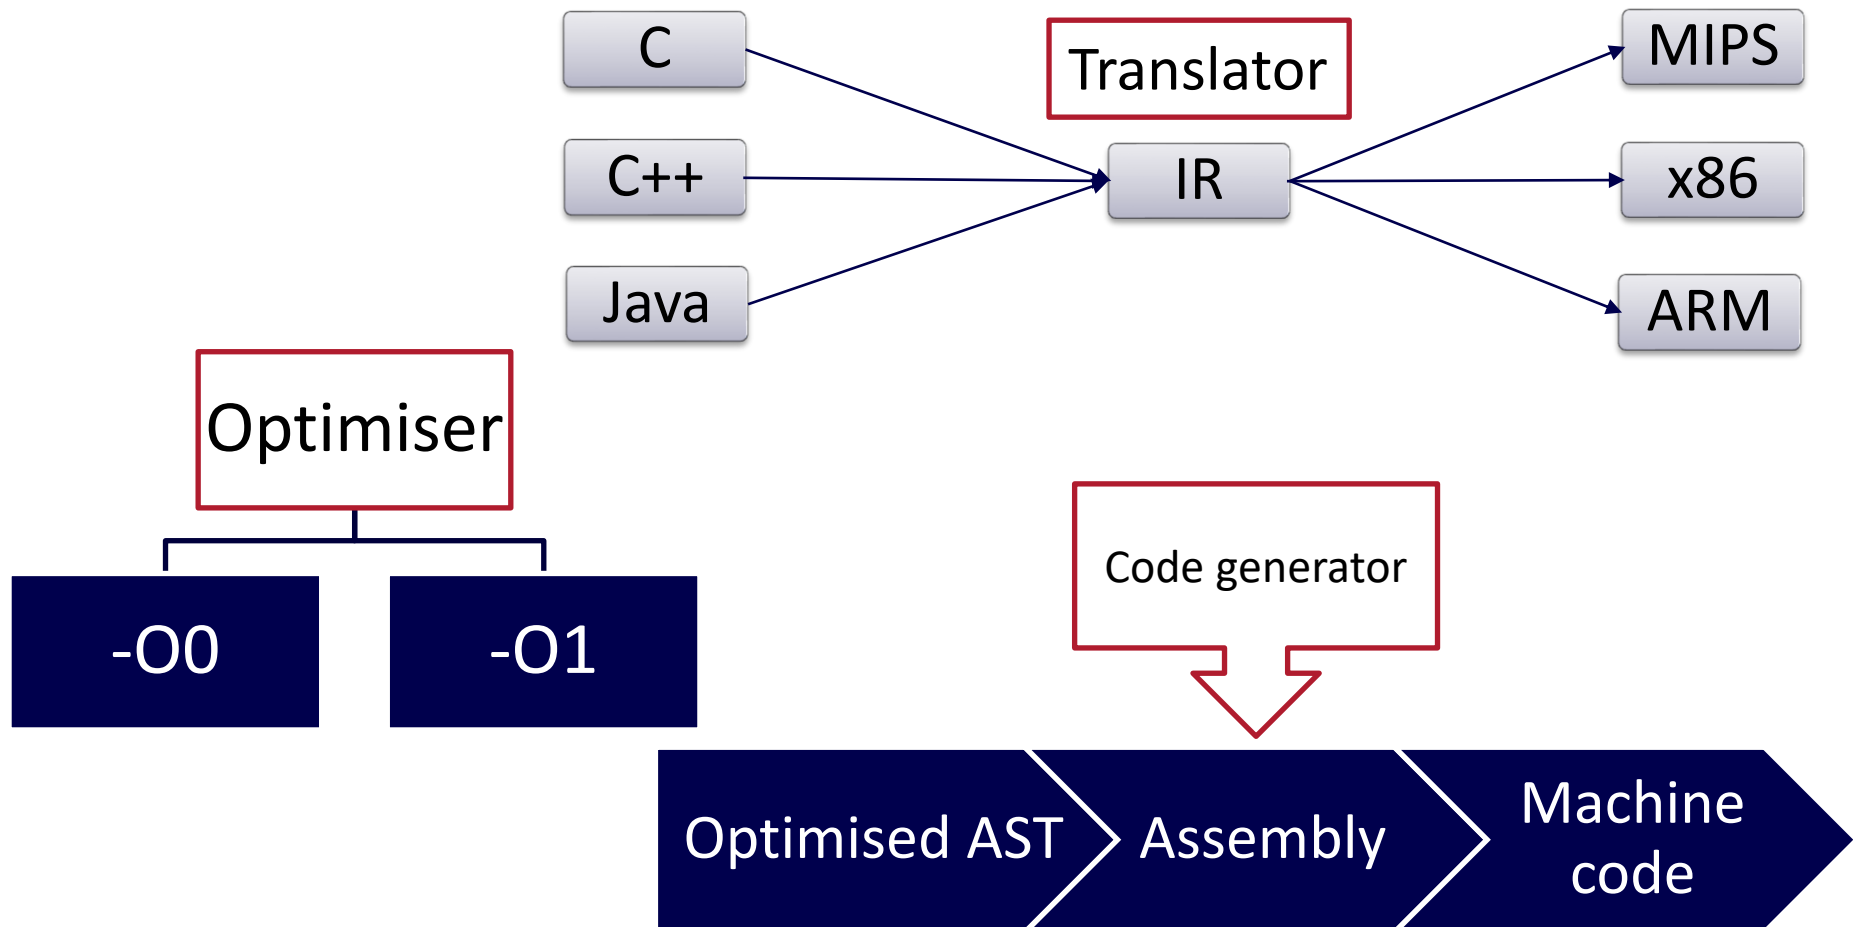 C
C++
Java
Translator
IR
MIPS
x86
ARM
Optimiser
-O0
-O1
Code generator
Optimised AST
Assembly
Machine
code